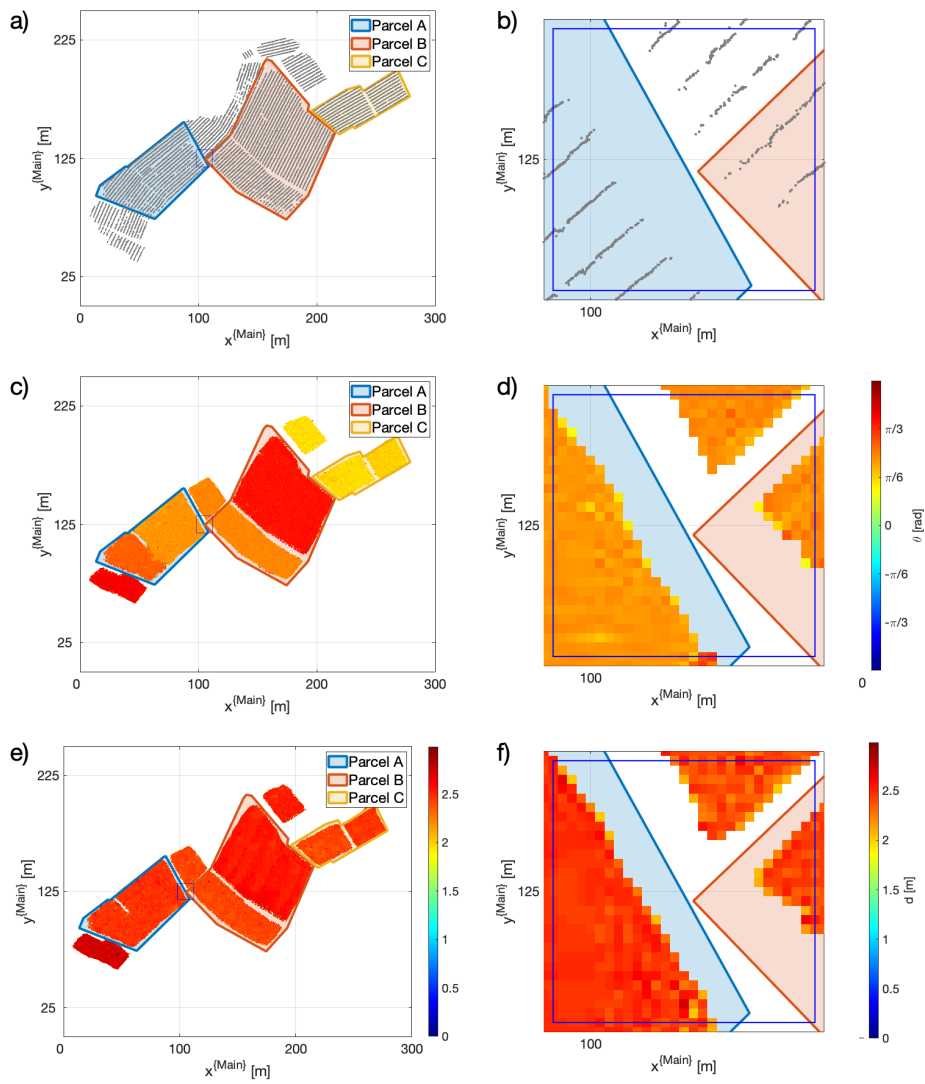 a)
225
125
25
y{Main} [m]
0
100
200
300
x{Main} [m]
Parcel A
Parcel B
Parcel C
b)
125
y{Main} [m]
100
x{Main} [m]
c)
225
125
25
y{Main} [m]
0
100
200
300
x{Main} [m]
Parcel A
Parcel B
Parcel C
d)
125
y{Main} [m]
100
x{Main} [m]
π/3
π/6
0
-π/6
-π/3
θ [rad]
0
e)
225
125
25
y{Main} [m]
0
100
200
300
x{Main} [m]
Parcel A
Parcel B
Parcel C
2.5
2
1.5
1
0.5
0
f)
125
y{Main} [m]
100
x{Main} [m]
2.5
2
1.5
1
0.5
0
d [m]